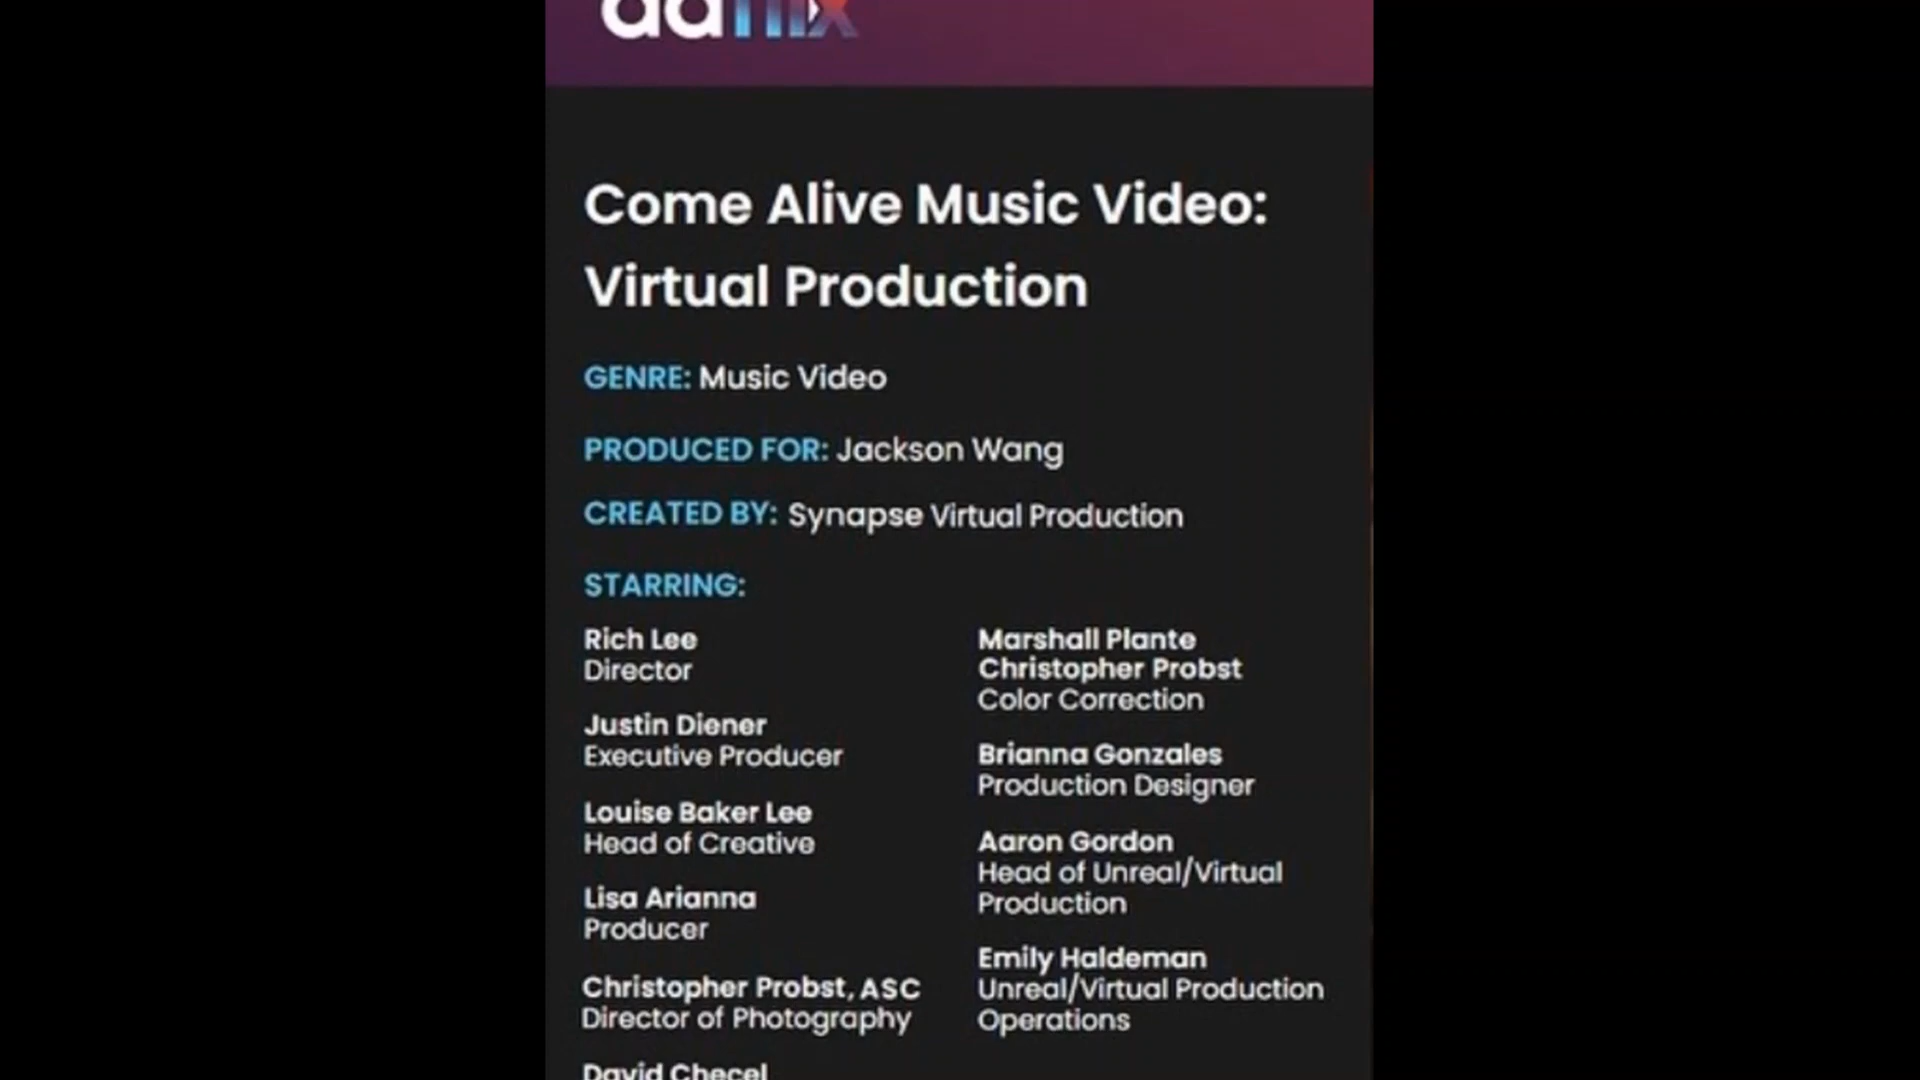 Come Alive Music Video:
Virtual Production
GENRE: Music Video
PRODUCED FOR: Jackson Wang
CREATED BY: Synapse Virtual Production
STARRING:
Rich Lee
Director
Justin Diener
Executive Producer
Louise Baker Lee
Head of Creative
Lisa Arianna
Producer
Christopher Probst, ASC
Director of Photography
David Checel
Marshall Plante
Christopher Probst
Color Correction
Brianna Gonzales
Production Designer
Aaron Gordon
Head of Unreal/Virtual
Production
Emily Haldeman
Unreal/Virtual Production
Operations